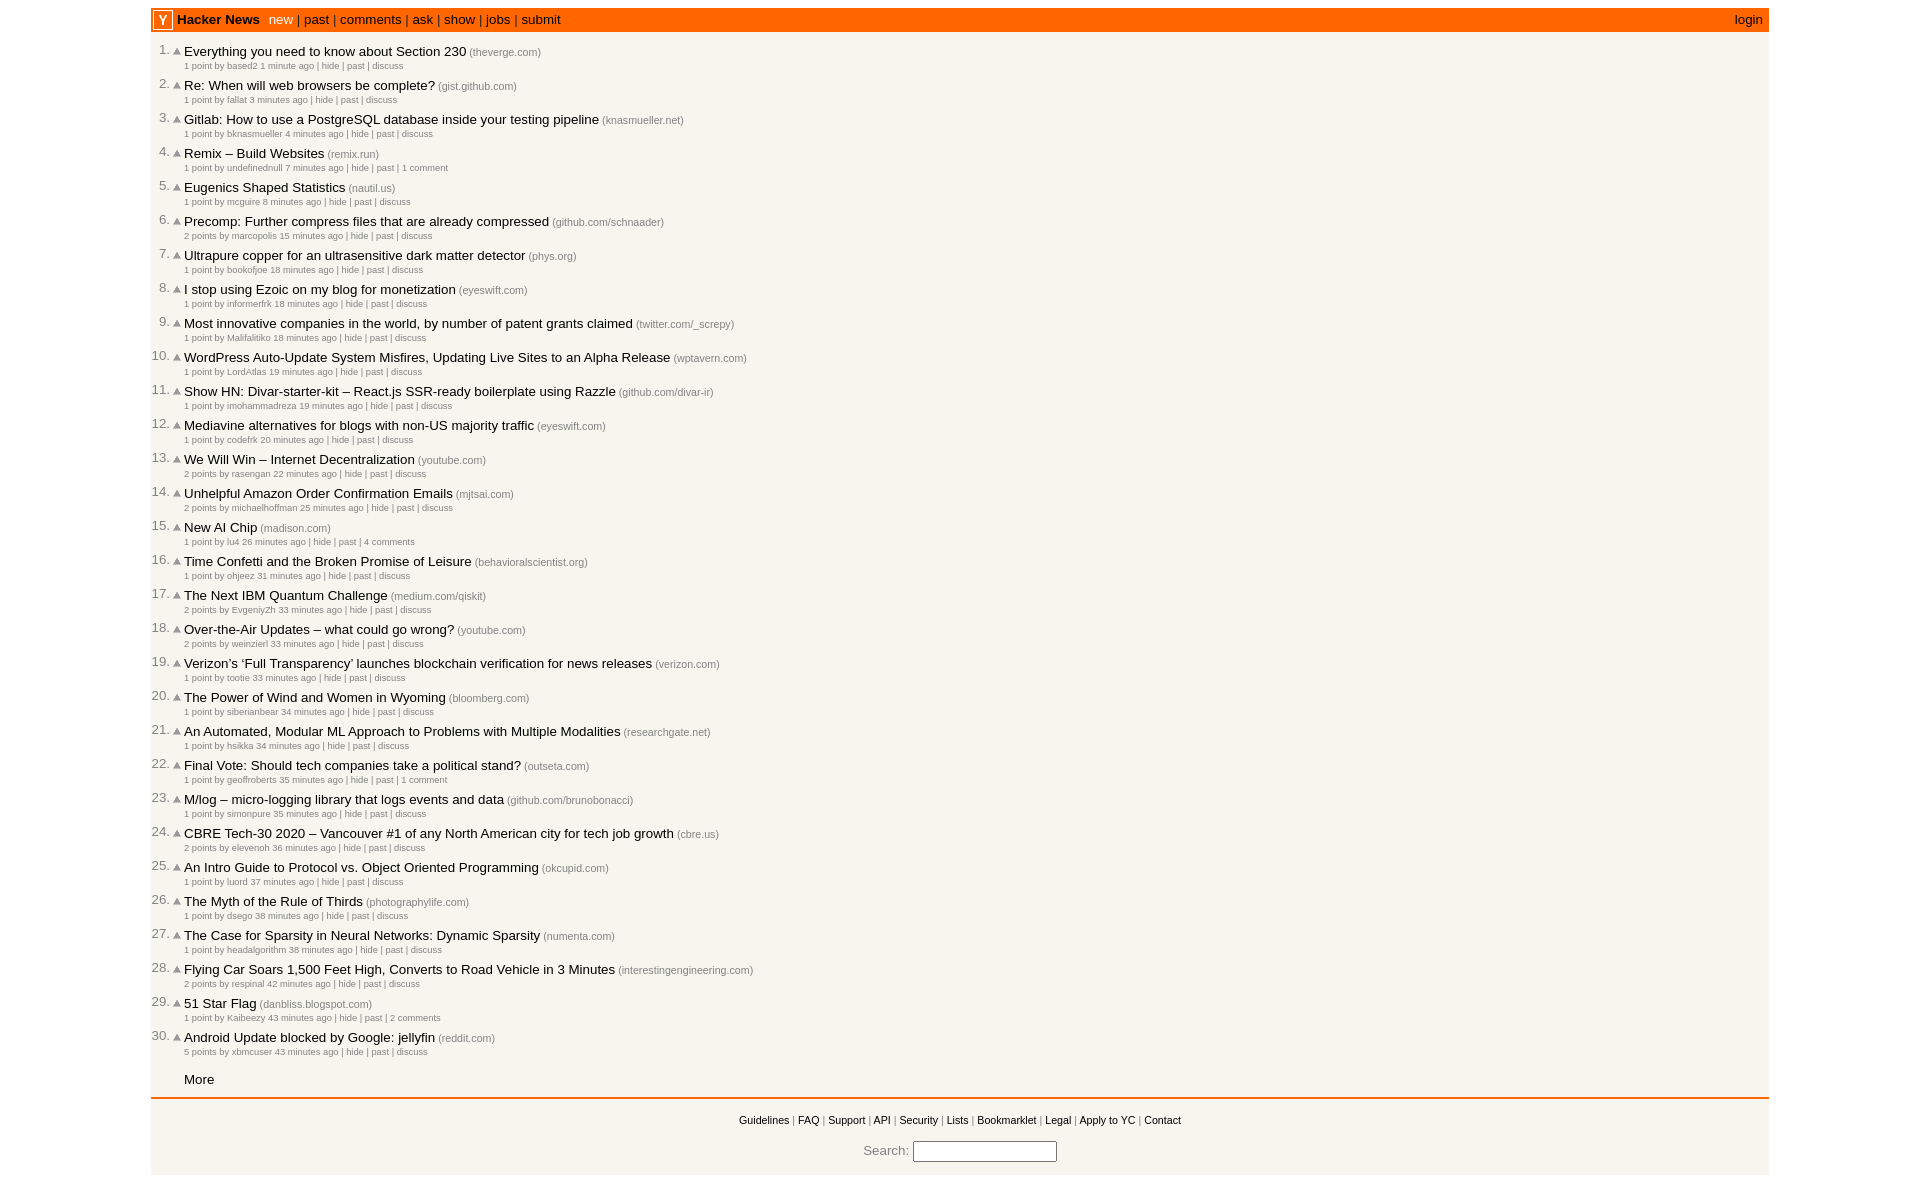 Y Hacker News new | past | comments | ask | show | jobs | submit login
1. Everything you need to know about Section 230 (theverge.com)
1 point by based2 1 minute ago | hide | past | discuss
2. Re: When will web browsers be complete? (gist.github.com)
1 point by fallat 3 minutes ago | hide | past | discuss
3. Gitlab: How to use a PostgreSQL database inside your testing pipeline (knasmueller.net)
1 point by bknasmueller 4 minutes ago | hide | past | discuss
4. Remix – Build Websites (remix.run)
1 point by undefinednull 7 minutes ago | hide | past | 1 comment
5. Eugenics Shaped Statistics (nautil.us)
1 point by mcguire 8 minutes ago | hide | past | discuss
6. Precomp: Further compress files that are already compressed (github.com/schnaader)
2 points by marcopolis 15 minutes ago | hide | past | discuss
7. Ultrapure copper for an ultrasensitive dark matter detector (phys.org)
1 point by bookofjoe 18 minutes ago | hide | past | discuss
8. I stop using Ezoic on my blog for monetization (eyeswift.com)
1 point by informerfrk 18 minutes ago | hide | past | discuss
9. Most innovative companies in the world, by number of patent grants claimed (twitter.com/_screpy)
1 point by Malifalitiko 18 minutes ago | hide | past | discuss
10. WordPress Auto-Update System Misfires, Updating Live Sites to an Alpha Release (wptavern.com)
1 point by LordAtlas 19 minutes ago | hide | past | discuss
11. Show HN: Divar-starter-kit – React.js SSR-ready boilerplate using Razzle (github.com/divar-ir)
1 point by imohammadreza 19 minutes ago | hide | past | discuss
12. Mediavine alternatives for blogs with non-US majority traffic (eyeswift.com)
1 point by codefrk 20 minutes ago | hide | past | discuss
13. We Will Win – Internet Decentralization (youtube.com)
2 points by rasengan 22 minutes ago | hide | past | discuss
14. Unhelpful Amazon Order Confirmation Emails (mjtsai.com)
2 points by michaelhoffman 25 minutes ago | hide | past | discuss
15. New AI Chip (madison.com)
1 point by lu4 26 minutes ago | hide | past | 4 comments
16. Time Confetti and the Broken Promise of Leisure (behavioralscientist.org)
1 point by ohjeez 31 minutes ago | hide | past | discuss
17. The Next IBM Quantum Challenge (medium.com/qiskit)
2 points by EvgeniyZh 33 minutes ago | hide | past | discuss
18. Over-the-Air Updates – what could go wrong? (youtube.com)
2 points by weinzierl 33 minutes ago | hide | past | discuss
19. Verizon’s ‘Full Transparency’ launches blockchain verification for news releases (verizon.com)
1 point by tootie 33 minutes ago | hide | past | discuss
20. The Power of Wind and Women in Wyoming (bloomberg.com)
1 point by siberianbear 34 minutes ago | hide | past | discuss
21. An Automated, Modular ML Approach to Problems with Multiple Modalities (researchgate.net)
1 point by hsikka 34 minutes ago | hide | past | discuss
22. Final Vote: Should tech companies take a political stand? (outseta.com)
1 point by geoffroberts 35 minutes ago | hide | past | 1 comment
23. M/log – micro-logging library that logs events and data (github.com/brunobonacci)
1 point by simonpure 35 minutes ago | hide | past | discuss
24. CBRE Tech-30 2020 – Vancouver #1 of any North American city for tech job growth (cbre.us)
2 points by elevenoh 36 minutes ago | hide | past | discuss
25. An Intro Guide to Protocol vs. Object Oriented Programming (okcupid.com)
1 point by luord 37 minutes ago | hide | past | discuss
26. The Myth of the Rule of Thirds (photographylife.com)
1 point by dsego 38 minutes ago | hide | past | discuss
27. The Case for Sparsity in Neural Networks: Dynamic Sparsity (numenta.com)
1 point by headalgorithm 38 minutes ago | hide | past | discuss
28. Flying Car Soars 1,500 Feet High, Converts to Road Vehicle in 3 Minutes (interestingengineering.com)
2 points by respinal 42 minutes ago | hide | past | discuss
29. 51 Star Flag (danbliss.blogspot.com)
1 point by Kaibeezy 43 minutes ago | hide | past | 2 comments
30. Android Update blocked by Google: jellyfin (reddit.com)
5 points by xbmcuser 43 minutes ago | hide | past | discuss
More
Guidelines | FAQ | Support | API | Security | Lists | Bookmarklet | Legal | Apply to YC | Contact
Search: